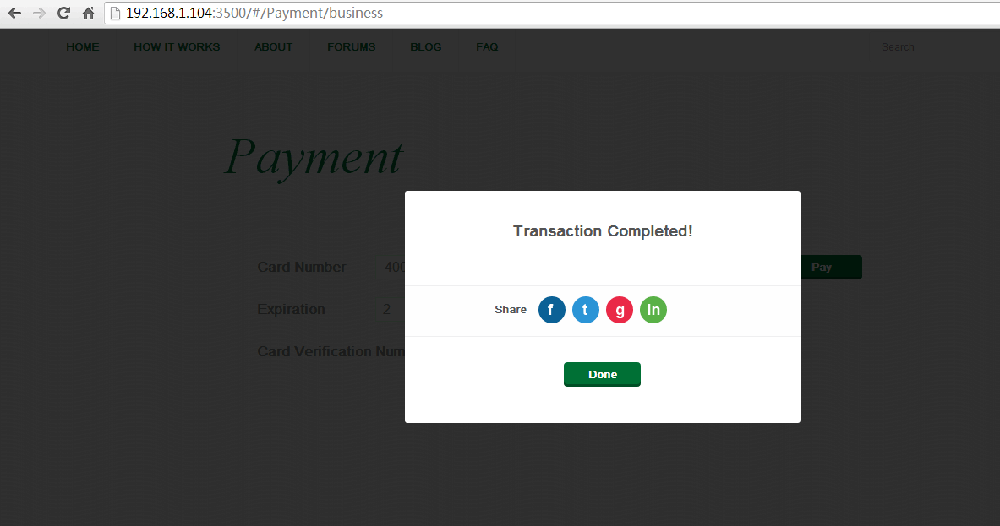 192.168.1.104:3500/#/Payment/business
HOME HOW IT WORKS ABOUT FORUMS BLOG FAQ Search
Payment
Transaction Completed!
Card Number 400 Pay
Expiration 2
Share f t g in
Card Verification Num
Done